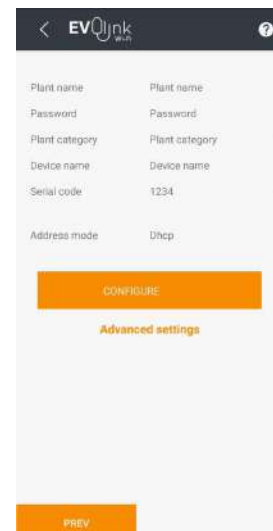 < EVOlink ?
Wi-Fi
Plant name Plant name
Password Password
Plant category Plant category
Device name Device name
Serial code 1234
Address mode Dhcp
CONFIGURE
Advanced settings
PREV